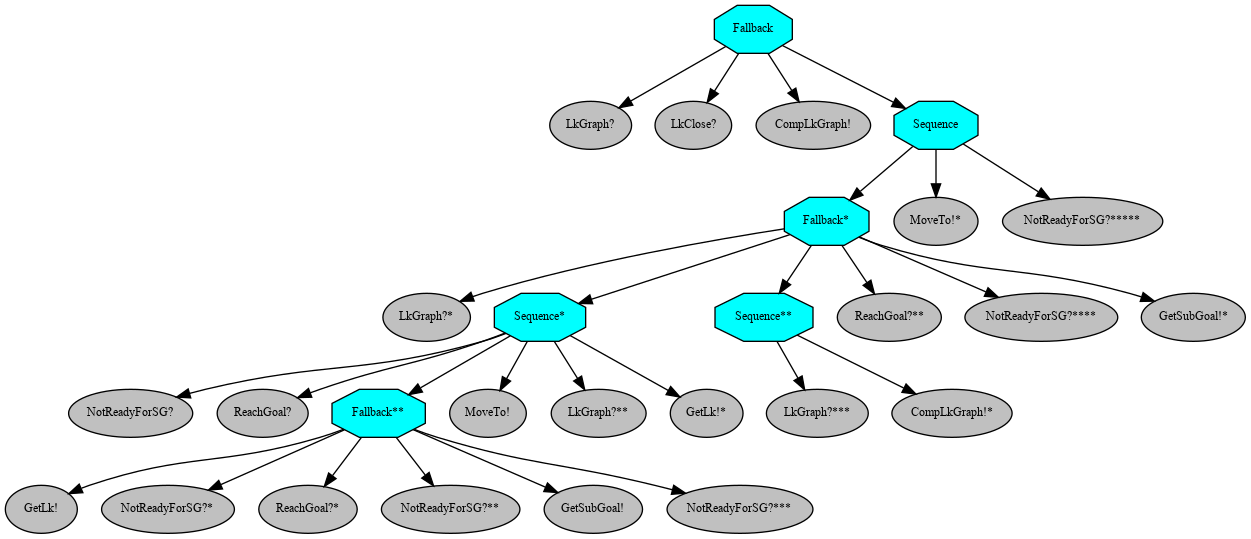 Fallback
LkGraph?
LkClose?
CompLkGraph!
Sequence
Fallback*
MoveTo!*
NotReadyForSG?*****
LkGraph?*
Sequence*
Sequence**
ReachGoal?**
NotReadyForSG?****
GetSubGoal!*
NotReadyForSG?
ReachGoal?
Fallback**
MoveTo!
LkGraph?**
GetLk!*
LkGraph?***
CompLkGraph!*
GetLk!
NotReadyForSG?*
ReachGoal?*
NotReadyForSG?**
GetSubGoal!
NotReadyForSG?***